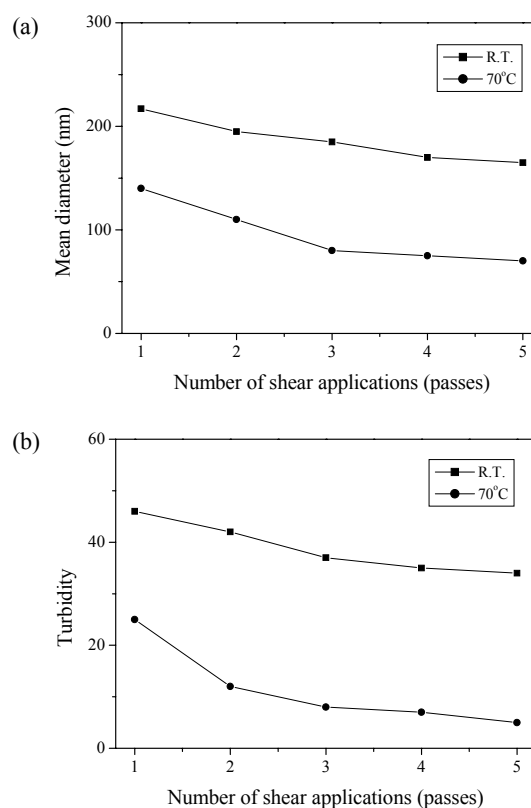 (a)
300
200
100
0
Mean diameter (nm)
R.T.
70°C
1 2 3 4 5
Number of shear applications (passes)
(b)
60
40
20
0
Turbidity
R.T.
70°C
1 2 3 4 5
Number of shear applications (passes)